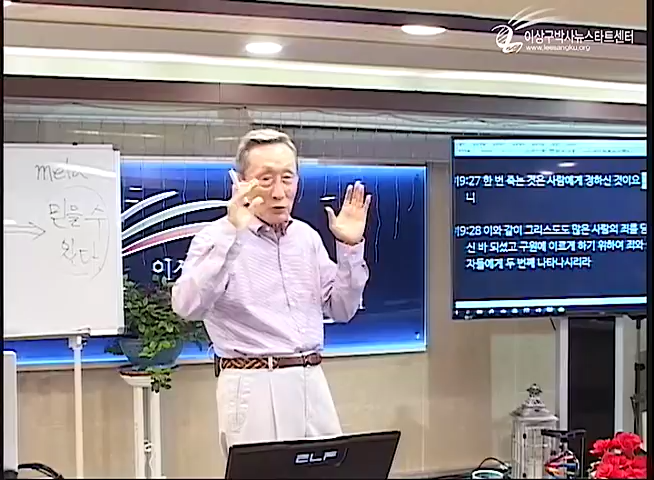 이상구박사뉴스타트센터
www.leesangku.org
믿을 수
있다
9:27 한 번 죽는 것은 사람에게 정하신 것이요
니
9:28 이와 같이 그리스도도 많은 사람의 죄를
신 바 되셨고 구원에 이르게 하기 위하여 죄와
자들에게 두 번째 나타나시리라